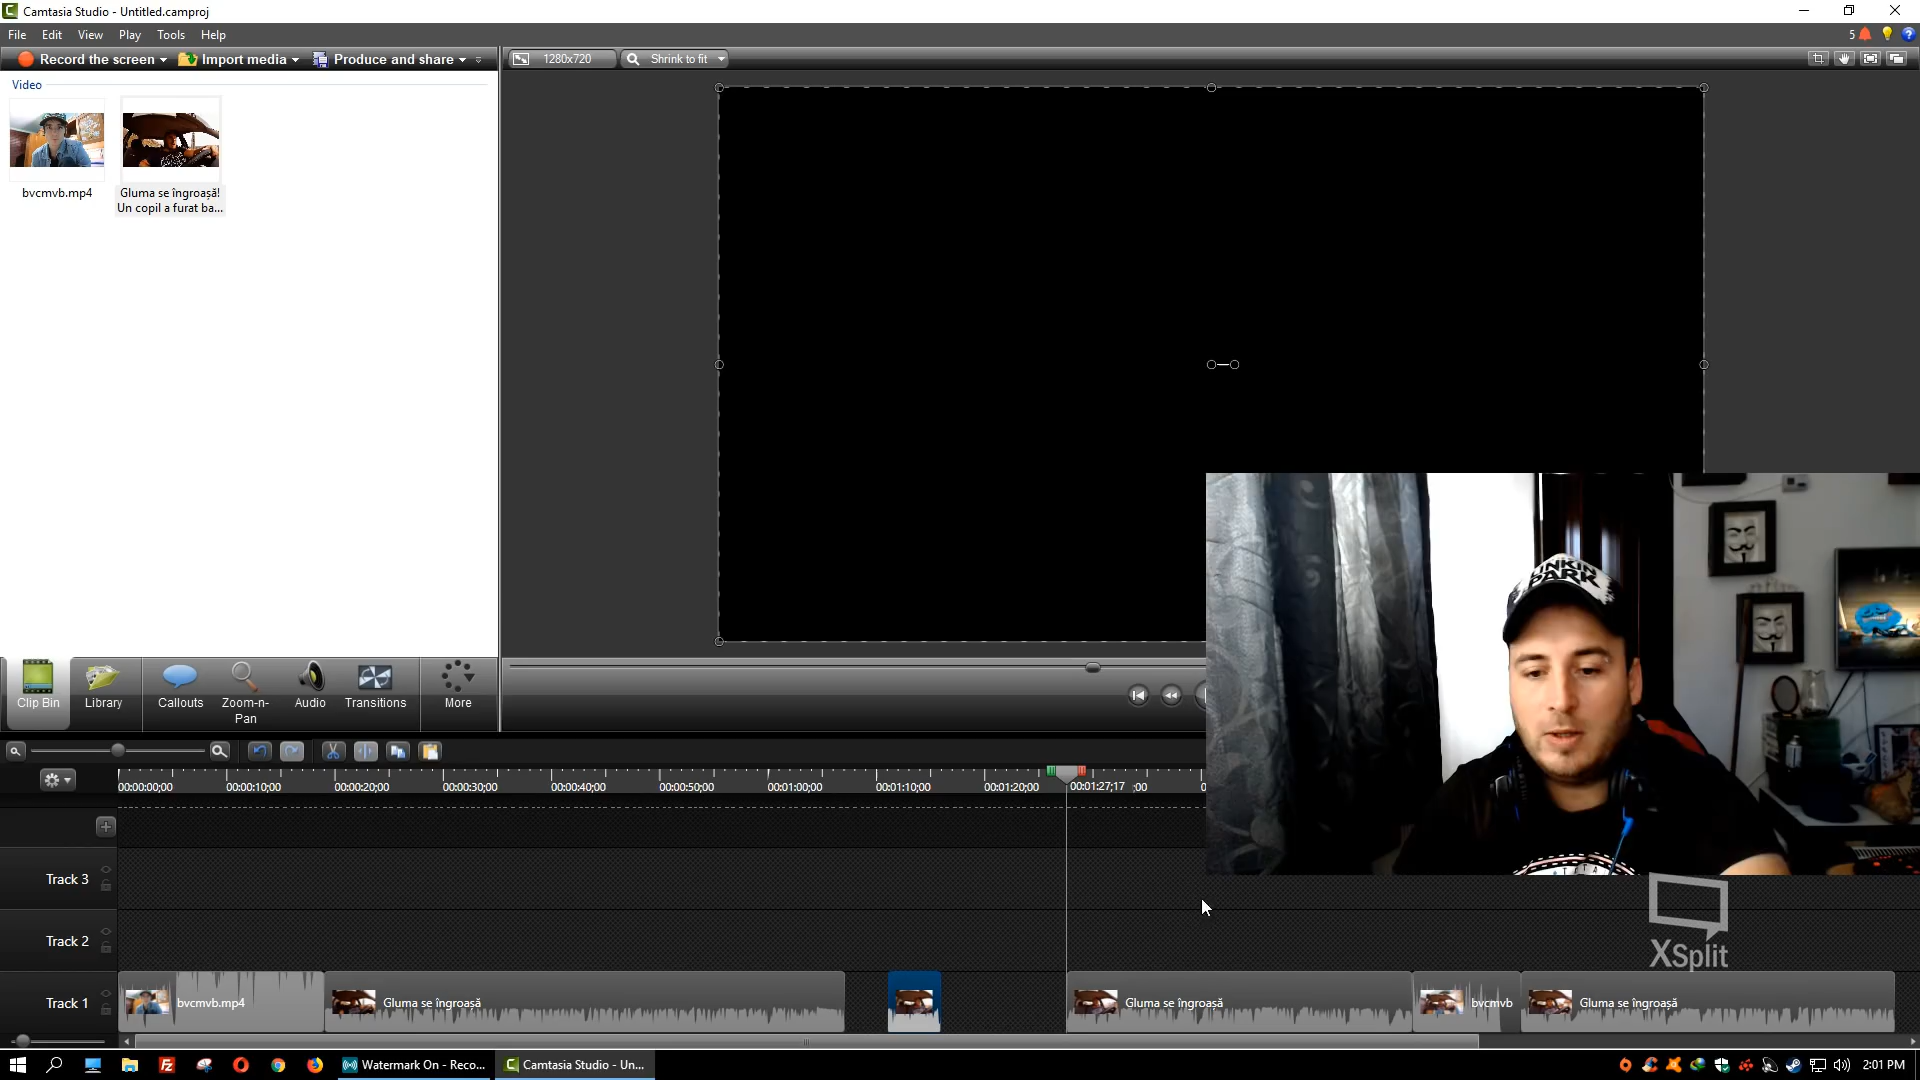 Camtasia Studio - Untitled.camproj
File Edit View Play Tools Help
5
Record the screen Import media Produce and share
1280x720 Shrink to fit
Video
bvcmvb.mp4
Gluma se îngroașă!
Un copil a furat ba...
Clip Bin Library Callouts Zoom-n-Pan Audio Transitions More
00:00:00;00 00:00:10;00 00:00:20;00 00:00:30;00 00:00:40;00 00:00:50;00 00:01:00;00 00:01:10;00 00:01:20;00 00:01:27;17 ;00
LINKIN
PARK
Track 3
Track 2
XSplit
Track 1 bvcmvb.mp4 Gluma se îngroașă Gluma se îngroașă bvcmvb Gluma se îngroașă
Watermark On - Reco... Camtasia Studio - Un... 2:01 PM